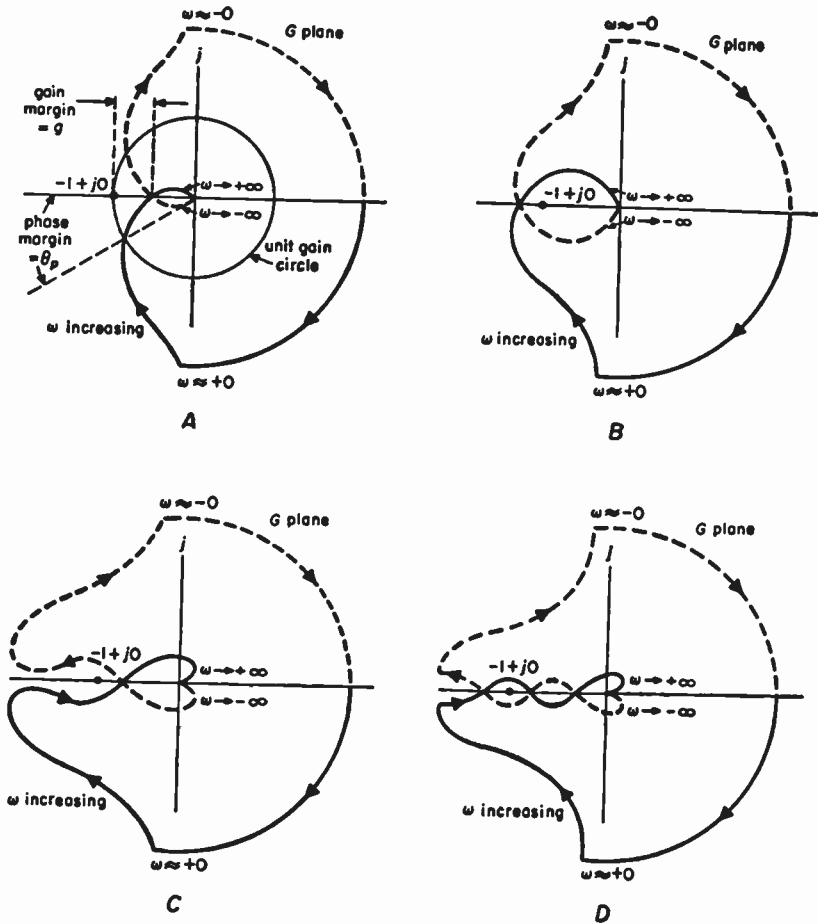 ω≈-0
G plane
j
gain
margin
= g
-1+j0
ω→+∞
ω→-∞
phase
margin
=θp
unit gain
circle
ω increasing
ω≈+0
A
ω≈-0
G plane
j
-1+j0
ω→+∞
ω→-∞
ω increasing
ω≈+0
B
ω≈-0
G plane
j
-1+j0
ω→+∞
ω→-∞
ω increasing
ω≈+0
C
ω≈-0
G plane
j
-1+j0
ω→+∞
ω→-∞
ω increasing
ω≈+0
D